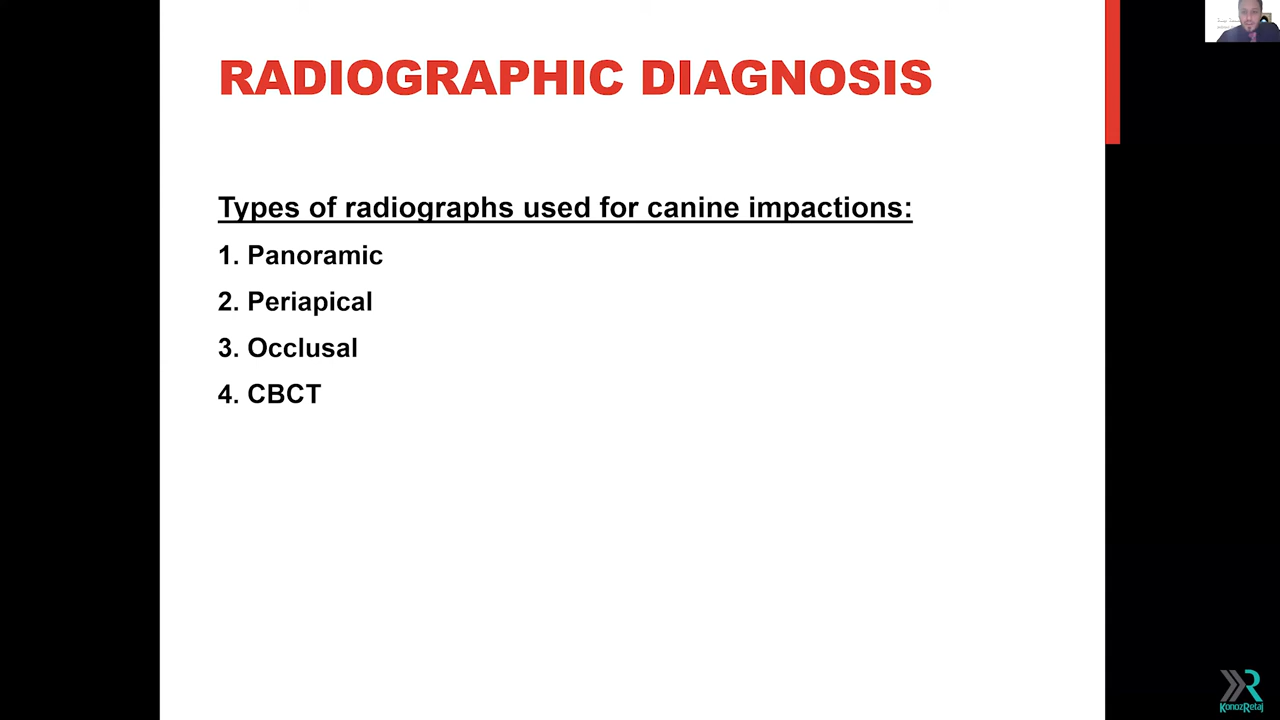 RADIOGRAPHIC DIAGNOSIS
Types of radiographs used for canine impactions:
1. Panoramic
2. Periapical
3. Occlusal
4. CBCT
KonozRetaj